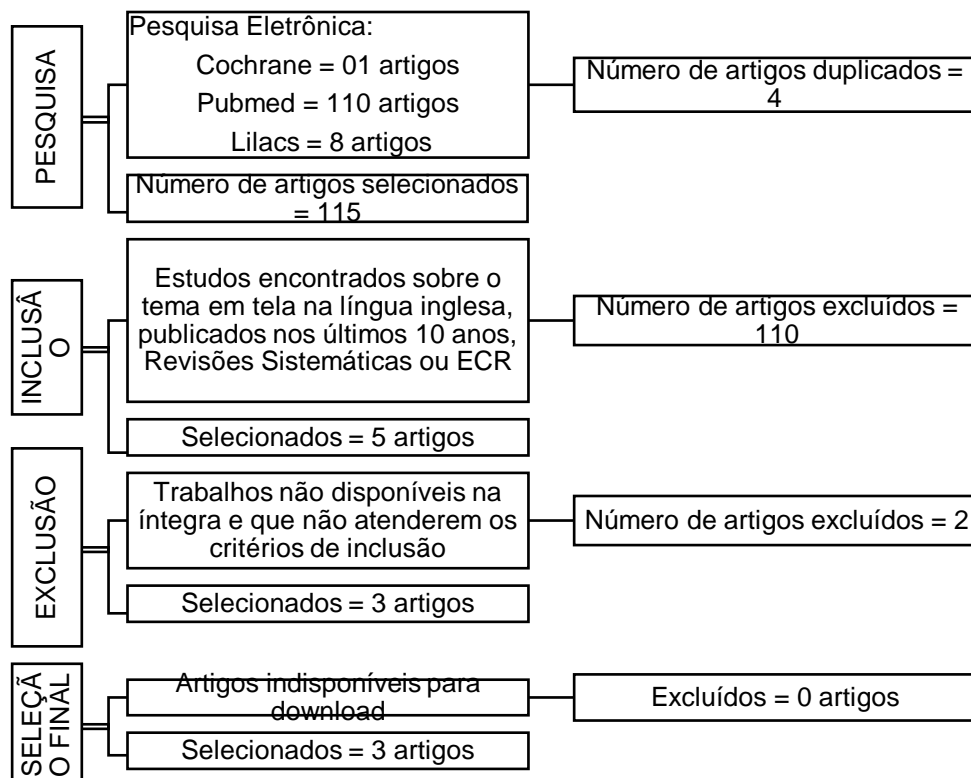 PESQUISA
Pesquisa Eletrônica:
Cochrane = 01 artigos
Pubmed = 110 artigos
Lilacs = 8 artigos
Número de artigos duplicados =
4
Número de artigos selecionados
= 115
INCLUSÃ
O
Estudos encontrados sobre o
tema em tela na língua inglesa,
publicados nos últimos 10 anos,
Revisões Sistemáticas ou ECR
Número de artigos excluídos =
110
Selecionados = 5 artigos
EXCLUSÃO
Trabalhos não disponíveis na
íntegra e que não atenderem os
critérios de inclusão
Número de artigos excluídos = 2
Selecionados = 3 artigos
SELEÇÃ
O FINAL
Artigos indisponíveis para
download
Excluídos = 0 artigos
Selecionados = 3 artigos